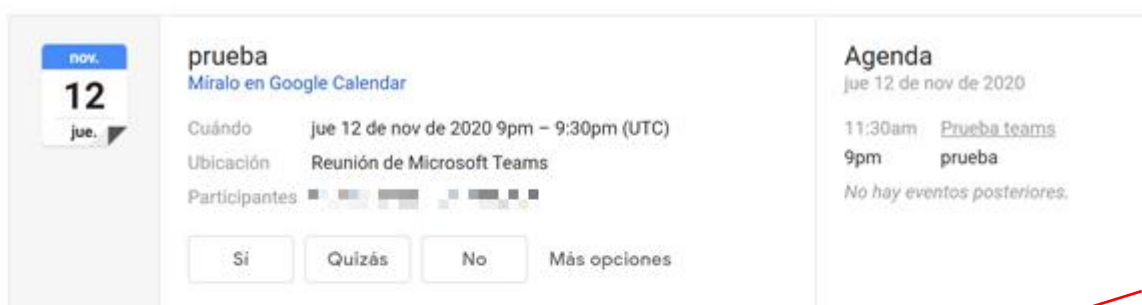 nov.
12
jue.
prueba
Míralo en Google Calendar
Cuándo jue 12 de nov de 2020 9pm – 9:30pm (UTC)
Ubicación Reunión de Microsoft Teams
Participantes
Sí Quizás No Más opciones
Agenda
jue 12 de nov de 2020
11:30am Prueba teams
9pm prueba
No hay eventos posteriores.